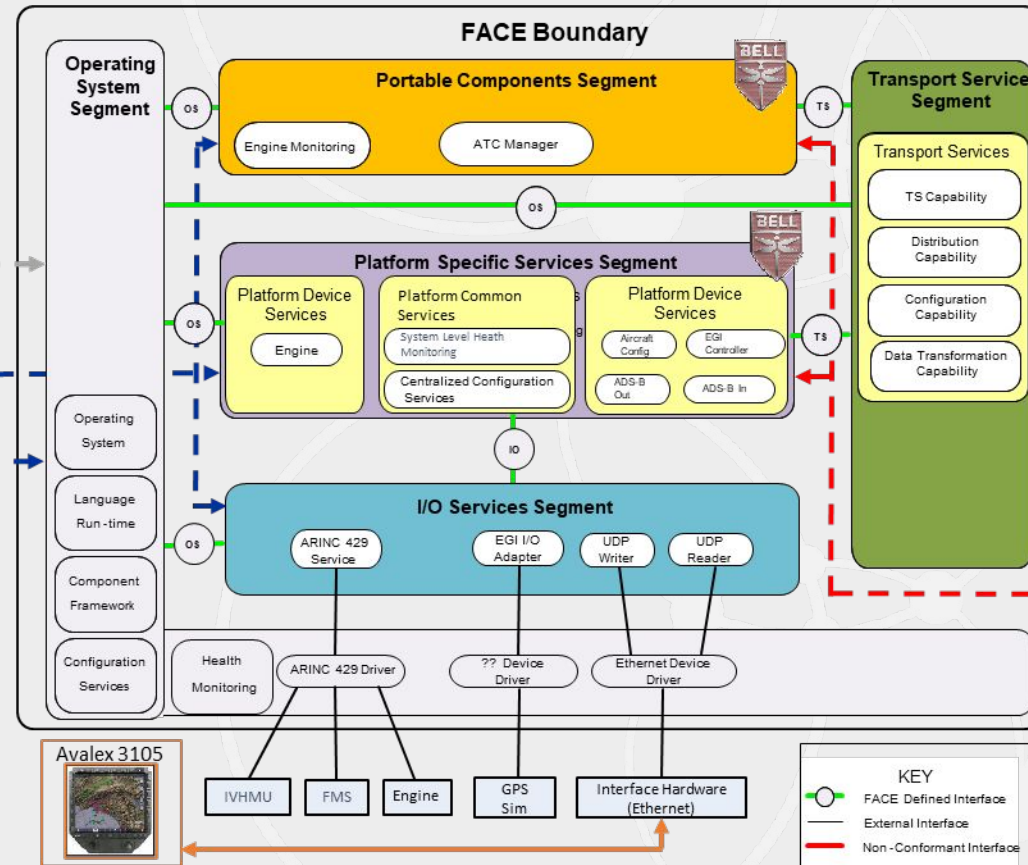 FACE Boundary
Operating
System
Segment
Portable Components Segment
BELL
Engine Monitoring
ATC Manager
OS
TS
Transport Service
Segment
Transport Services
TS Capability
Distribution
Capability
Configuration
Capability
Data Transformation
Capability
OS
BELL
Platform Specific Services Segment
Platform Device
Services
Engine
Platform Common
Services
System Level Heath
Monitoring
Centralized Configuration
Services
s
g
Platform Device
Services
Aircraft
Config
EGI
Controller
ADS-B
Out
ADS-B In
OS
TS
IO
Operating
System
Language
Run-time
Component
Framework
Configuration
Services
I/O Services Segment
ARINC 429
Service
EGI I/O
Adapter
UDP
Writer
UDP
Reader
OS
Health
Monitoring
ARINC 429 Driver
?? Device
Driver
Ethernet Device
Driver
Avalex 3105
IVHMU
FMS
Engine
GPS
Sim
Interface Hardware
(Ethernet)
KEY
FACE Defined Interface
External Interface
Non-Conformant Interface